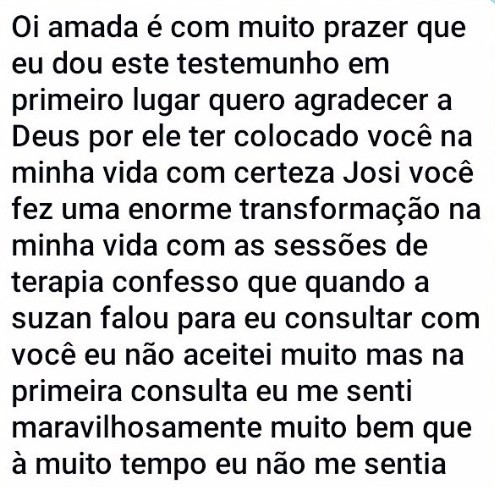 Oi amada é com muito prazer que
eu dou este testemunho em
primeiro lugar quero agradecer a
Deus por ele ter colocado você na
minha vida com certeza Josi você
fez uma enorme transformação na
minha vida com as sessões de
terapia confesso que quando a
suzan falou para eu consultar com
você eu não aceitei muito mas na
primeira consulta eu me senti
maravilhosamente muito bem que
à muito tempo eu não me sentia